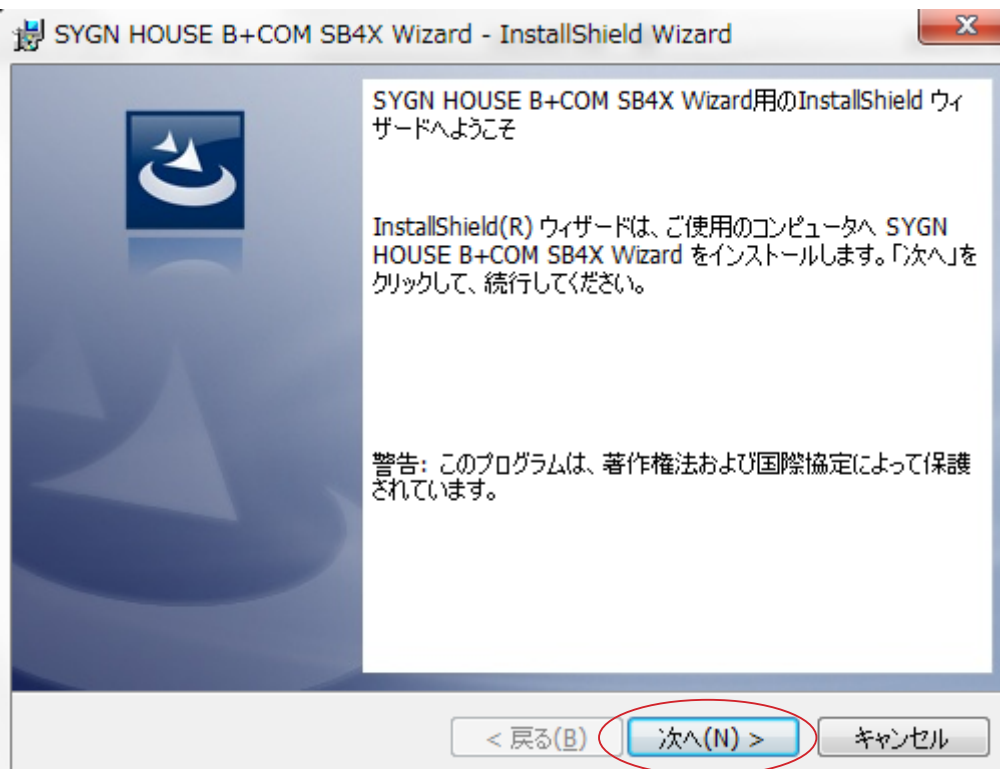 SYGN HOUSE B+COM SB4X Wizard - InstallShield Wizard
SYGN HOUSE B+COM SB4X Wizard用のInstallShield ウィ
ザードへようこそ
InstallShield(R) ウィザードは、ご使用のコンピュータへ SYGN
HOUSE B+COM SB4X Wizard をインストールします。「次へ」を
クリックして、続行してください。
警告: このプログラムは、著作権法および国際協定によって保護
されています。
< 戻る(B) 次へ(N) > キャンセル